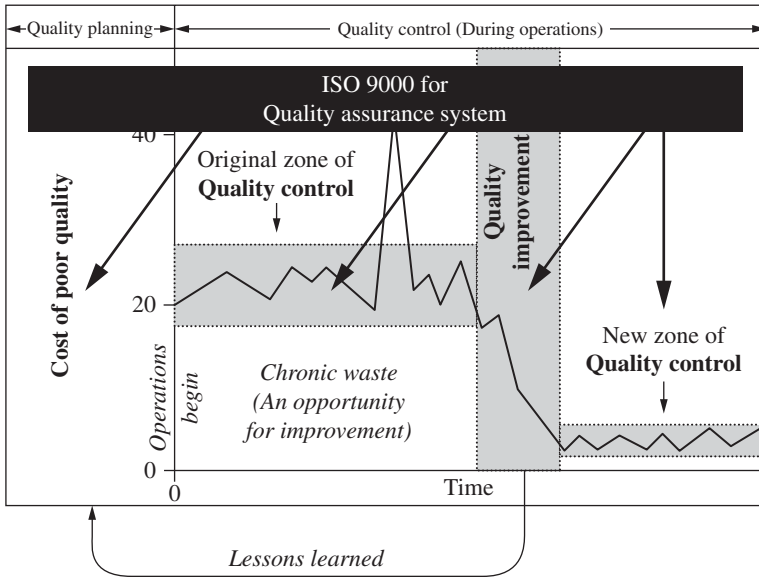 Quality planning
Quality control (During operations)
ISO 9000 for
Quality assurance system
40
Original zone of
Quality control
Quality
improvement
Cost of poor quality
20
New zone of
Quality control
Operations
begin
Chronic waste
(An opportunity
for improvement)
0
0
Time
Lessons learned